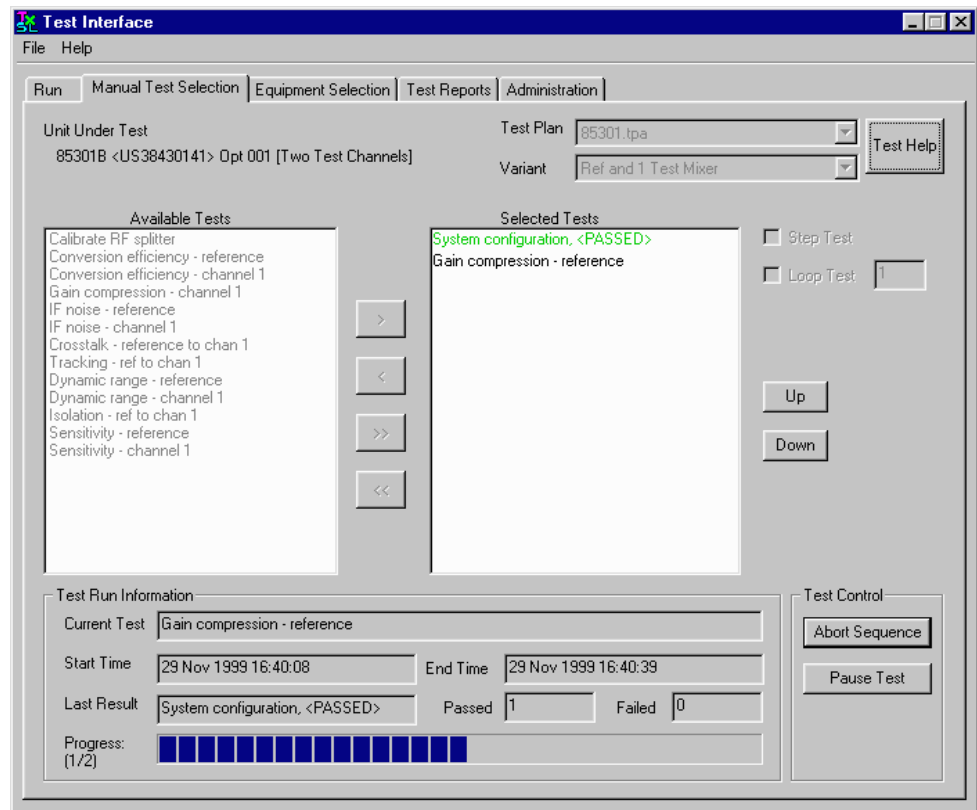 Test Interface
File Help
Run Manual Test Selection Equipment Selection Test Reports Administration
Unit Under Test
85301B <US38430141> Opt 001 [Two Test Channels]
Test Plan 85301.tpa
Variant Ref and 1 Test Mixer
Test Help
Available Tests
Calibrate RF splitter
Conversion efficiency - reference
Conversion efficiency - channel 1
Gain compression - channel 1
IF noise - reference
IF noise - channel 1
Crosstalk - reference to chan 1
Tracking - ref to chan 1
Dynamic range - reference
Dynamic range - channel 1
Isolation - ref to chan 1
Sensitivity - reference
Sensitivity - channel 1
>
<
>>
<<
Selected Tests
System configuration, <PASSED>
Gain compression - reference
Step Test
Loop Test 1
Up
Down
Test Run Information
Current Test Gain compression - reference
Start Time 29 Nov 1999 16:40:08 End Time 29 Nov 1999 16:40:39
Last Result System configuration, <PASSED> Passed 1 Failed 0
Progress:
(1/2)
Test Control
Abort Sequence
Pause Test